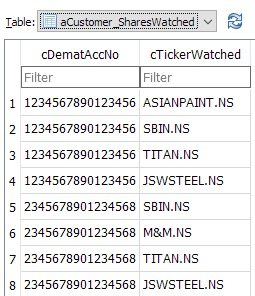 Table: aCustomer_SharesWatched
cDematAccNo cTickerWatched
Filter Filter
1 1234567890123456 ASIANPAINT.NS
2 1234567890123456 SBIN.NS
3 1234567890123456 TITAN.NS
4 1234567890123456 JSWSTEEL.NS
5 2345678901234568 SBIN.NS
6 2345678901234568 M&M.NS
7 2345678901234568 TITAN.NS
8 2345678901234568 JSWSTEEL.NS